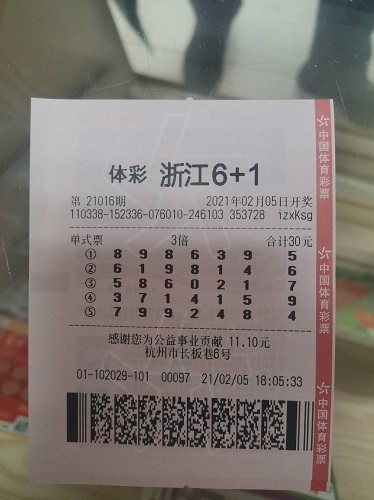 体彩 浙江6+1
第 21016期 2021年02月05日开奖
110338-152336-076010-246103 353728 izxKsg
单式票 3倍 合计30元
① 8 9 8 6 3 9 5
② 6 1 9 8 1 4 6
③ 5 8 6 0 2 1 7
④ 3 7 1 4 1 5 9
⑤ 7 9 9 2 4 8 4
感谢您为公益事业贡献 11.10元
杭州市长板巷6号
01-102029-101 00097 21/02/05 18:05:33
中国体育彩票
中国体育彩票
中国体育彩票